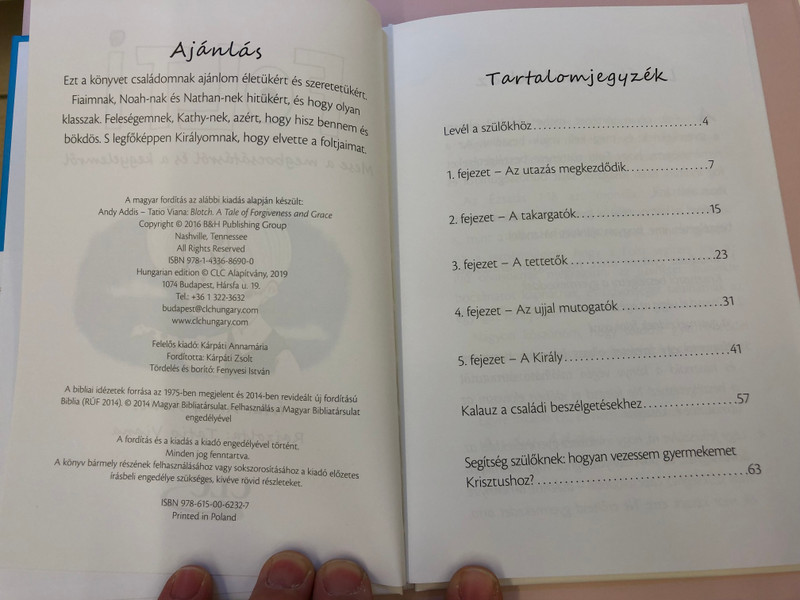 Ajánlás
Ezt a könyvet családomnak ajánlom életükért és szeretetükért.
Fiaimnak, Noah-nak és Nathan-nek hitükért, és hogy olyan
klasszak. Feleségemnek, Kathy-nek, azért, hogy hisz bennem és
bökdös. S legfőképpen Királyomnak, hogy elvette a foltjaimat.
A magyar fordítás az alábbi kiadás alapján készült:
Andy Addis – Tatio Viana: Blotch. A Tale of Forgiveness and Grace
Copyright © 2016 B&H Publishing Group
Nashville, Tennessee
All Rights Reserved
ISBN 978-1-4336-8690-0
Hungarian edition © CLC Alapítvány, 2019
1074 Budapest, Hársfa u. 19.
Tel.: +36 1 322-3632
budapest@clchungary.com
www.clchungary.com
Felelős kiadó: Kárpáti Annamária
Fordította: Kárpáti Zsolt
Tördelés és borító: Fenyvesi István
A bibliai idézetek forrása az 1975-ben megjelent és 2014-ben revideált új fordítású
Biblia (RÚF 2014). © 2014 Magyar Bibliatársulat. Felhasználás a Magyar Bibliatársulat
engedélyével
A fordítás és a kiadás a kiadó engedélyével történt.
Minden jog fenntartva.
A könyv bármely részének felhasználásához vagy sokszorosításához a kiadó előzetes
írásbeli engedélye szükséges, kivéve rövid részleteket.
ISBN 978-615-00-6232-7
Printed in Poland
Tartalomjegyzék
Levél a szülőkhöz..............................4
1. fejezet – Az utazás megkezdődik................7
2. fejezet – A takargatók.......................15
3. fejezet – A tettetők..........................23
4. fejezet – Az ujjal mutogatók..................31
5. fejezet – A Király.............................41
Kalauz a családi beszélgetésekhez.................57
Segítség szülőknek: hogyan vezessem gyermekemet
Krisztushoz?.....................................63